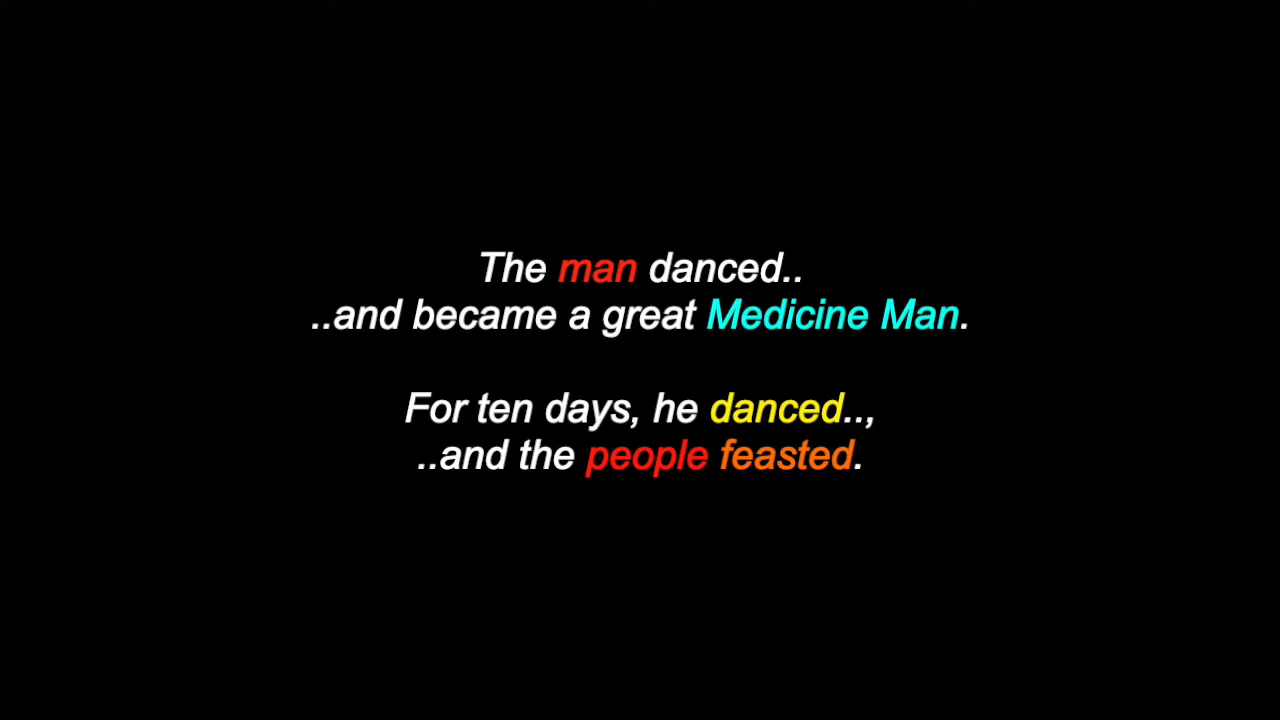 The man danced..
..and became a great Medicine Man.
For ten days, he danced..,
..and the people feasted.